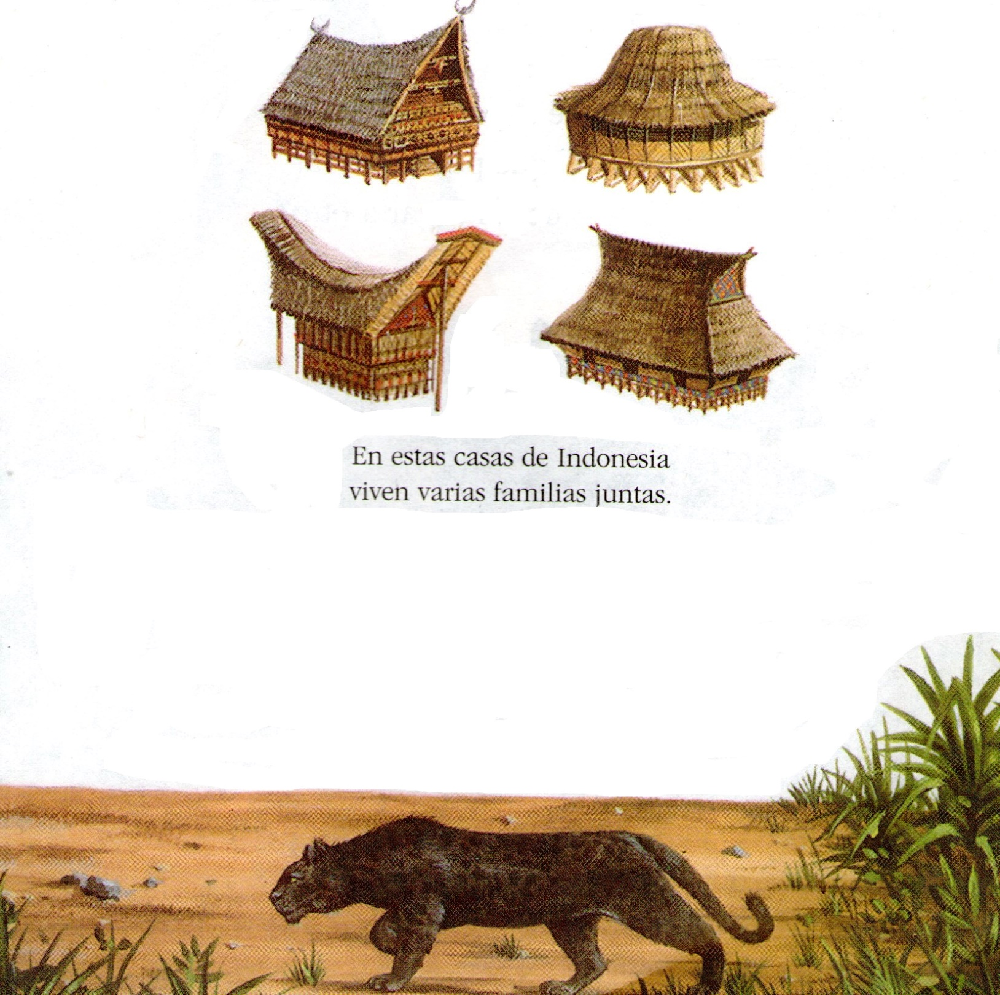 En estas casas de Indonesia
viven varias familias juntas.